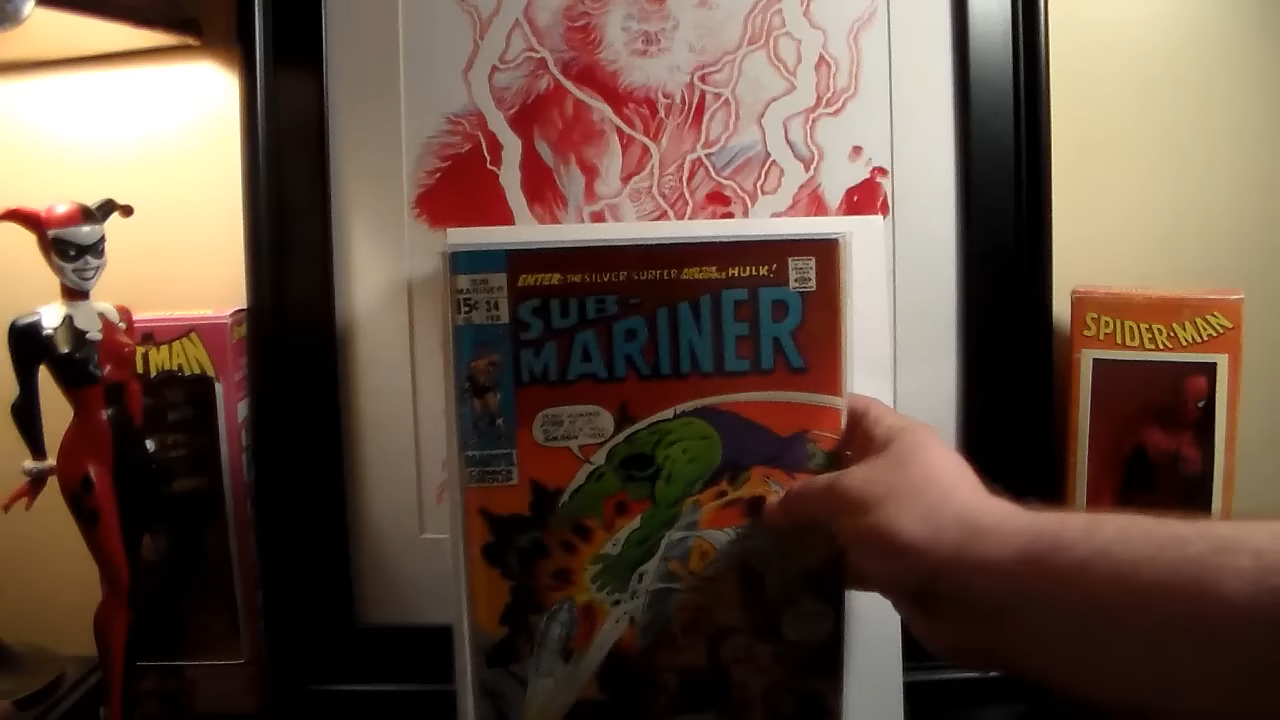 ENTER: THE SILVER SURFER AND THE INCREDIBLE HULK!
SUB-
MARINER
15¢ 34
FEB
SUB-
MARINER
COMICS
GROUP
TMAN
SPIDER-MAN